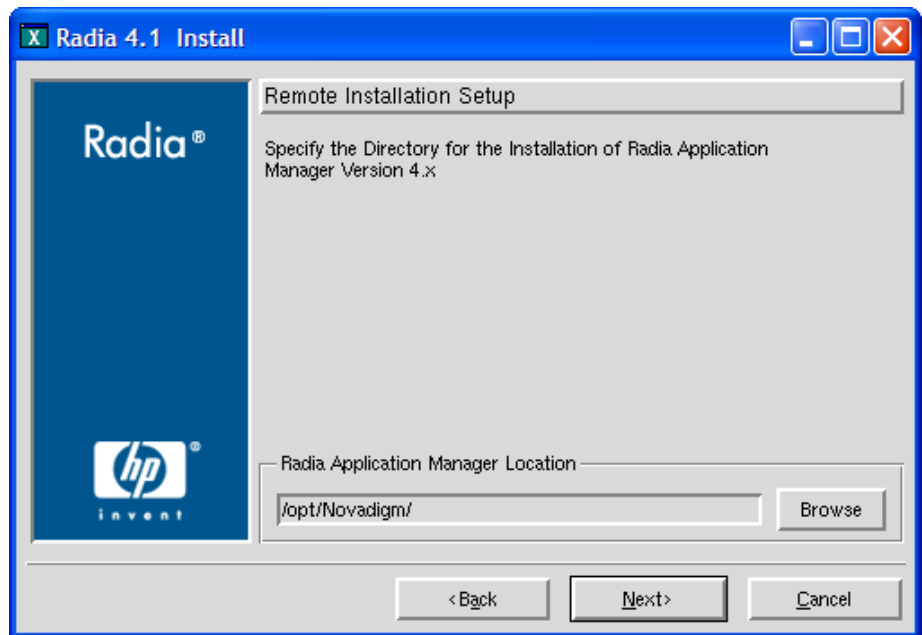 X Radia 4.1 Install
Radia®
Remote Installation Setup
Specify the Directory for the Installation of Radia Application
Manager Version 4.x
hp®
invent
Radia Application Manager Location
/opt/Novadigm/
Browse
<Back
Next>
Cancel